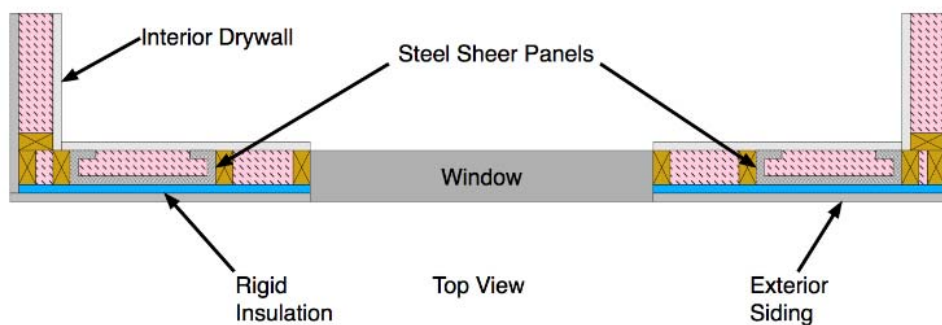 Interior Drywall
Steel Sheer Panels
Window
Rigid
Insulation
Top View
Exterior
Siding